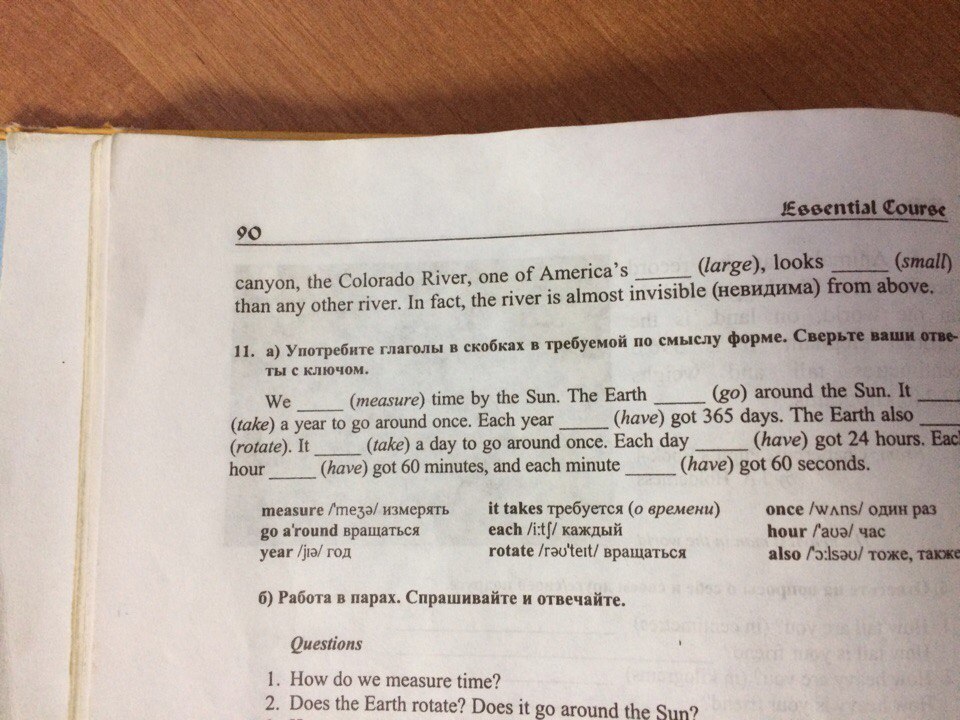 Essential Course
90
canyon, the Colorado River, one of America's _____ (large), looks _____ (small)
than any other river. In fact, the river is almost invisible (невидима) from above.
11. а) Употребите глаголы в скобках в требуемой по смыслу форме. Сверьте ваши отве-
ты с ключом.
We _____ (measure) time by the Sun. The Earth _____ (go) around the Sun. It _____
(take) a year to go around once. Each year _____ (have) got 365 days. The Earth also _____
(rotate). It _____ (take) a day to go around once. Each day _____ (have) got 24 hours. Each
hour _____ (have) got 60 minutes, and each minute _____ (have) got 60 seconds.
measure /'meʒə/ измерять it takes требуется (о времени) once /wʌns/ один раз
go a'round вращаться each /i:tʃ/ каждый hour /'aʊə/ час
year /jıə/ год rotate /rəʊ'teıt/ вращаться also /'ɔ:lsəʊ/ тоже, также
б) Работа в парах. Спрашивайте и отвечайте.
Questions
1. How do we measure time?
2. Does the Earth rotate? Does it go around the Sun?